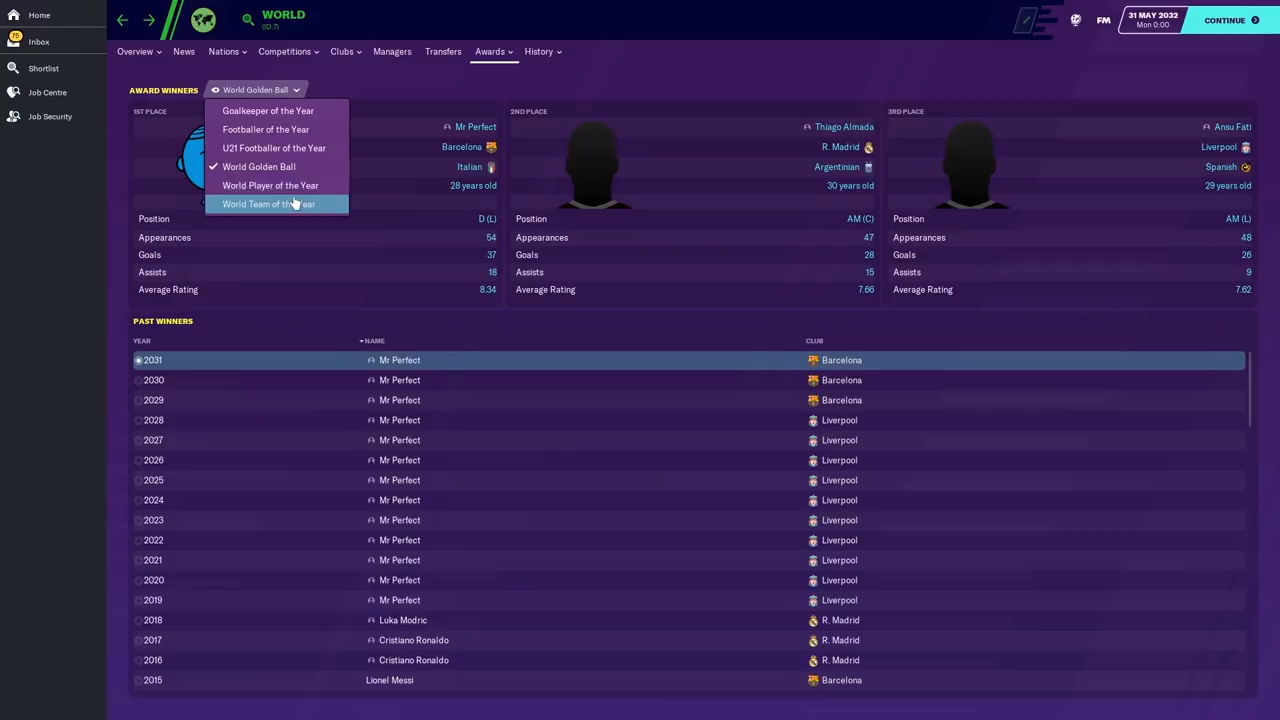 Home
WORLD
(ID:7)
FM
31 MAY 2032
Mon 0:00
CONTINUE
75
Inbox
Overview
News
Nations
Competitions
Clubs
Managers
Transfers
Awards
History
Shortlist
Job Centre
Job Security
AWARD WINNERS
World Golden Ball
Goalkeeper of the Year
Footballer of the Year
U21 Footballer of the Year
World Golden Ball
World Player of the Year
World Team of the Year
1ST PLACE
Mr Perfect
Barcelona
Italian
28 years old
Position D (L)
Appearances 54
Goals 37
Assists 18
Average Rating 8.34
2ND PLACE
Thiago Almada
R. Madrid
Argentinian
30 years old
Position AM (C)
Appearances 47
Goals 28
Assists 15
Average Rating 7.66
3RD PLACE
Ansu Fati
Liverpool
Spanish
29 years old
Position AM (L)
Appearances 48
Goals 26
Assists 9
Average Rating 7.62
PAST WINNERS
YEAR NAME CLUB
2031 Mr Perfect Barcelona
2030 Mr Perfect Barcelona
2029 Mr Perfect Barcelona
2028 Mr Perfect Liverpool
2027 Mr Perfect Liverpool
2026 Mr Perfect Liverpool
2025 Mr Perfect Liverpool
2024 Mr Perfect Liverpool
2023 Mr Perfect Liverpool
2022 Mr Perfect Liverpool
2021 Mr Perfect Liverpool
2020 Mr Perfect Liverpool
2019 Mr Perfect Liverpool
2018 Luka Modric R. Madrid
2017 Cristiano Ronaldo R. Madrid
2016 Cristiano Ronaldo R. Madrid
2015 Lionel Messi Barcelona